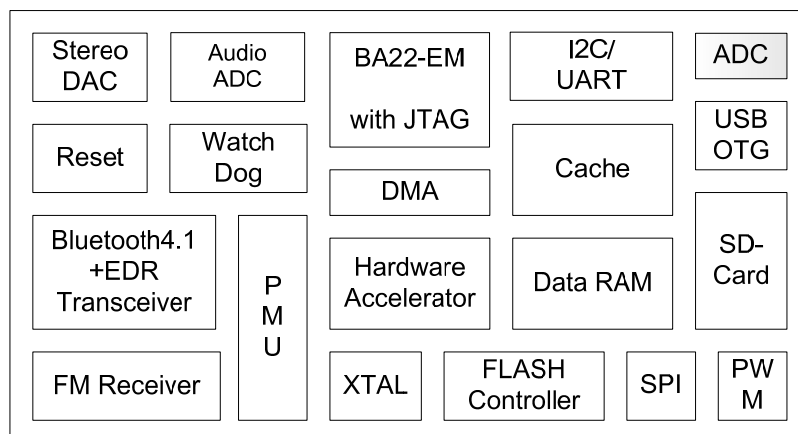 Stereo
DAC
Audio
ADC
BA22-EM
with JTAG
I2C/
UART
ADC
Reset
Watch
Dog
DMA
Cache
USB
OTG
Bluetooth4.1
+EDR
Transceiver
P
M
U
Hardware
Accelerator
Data RAM
SD-
Card
FM Receiver
XTAL
FLASH
Controller
SPI
PW
M